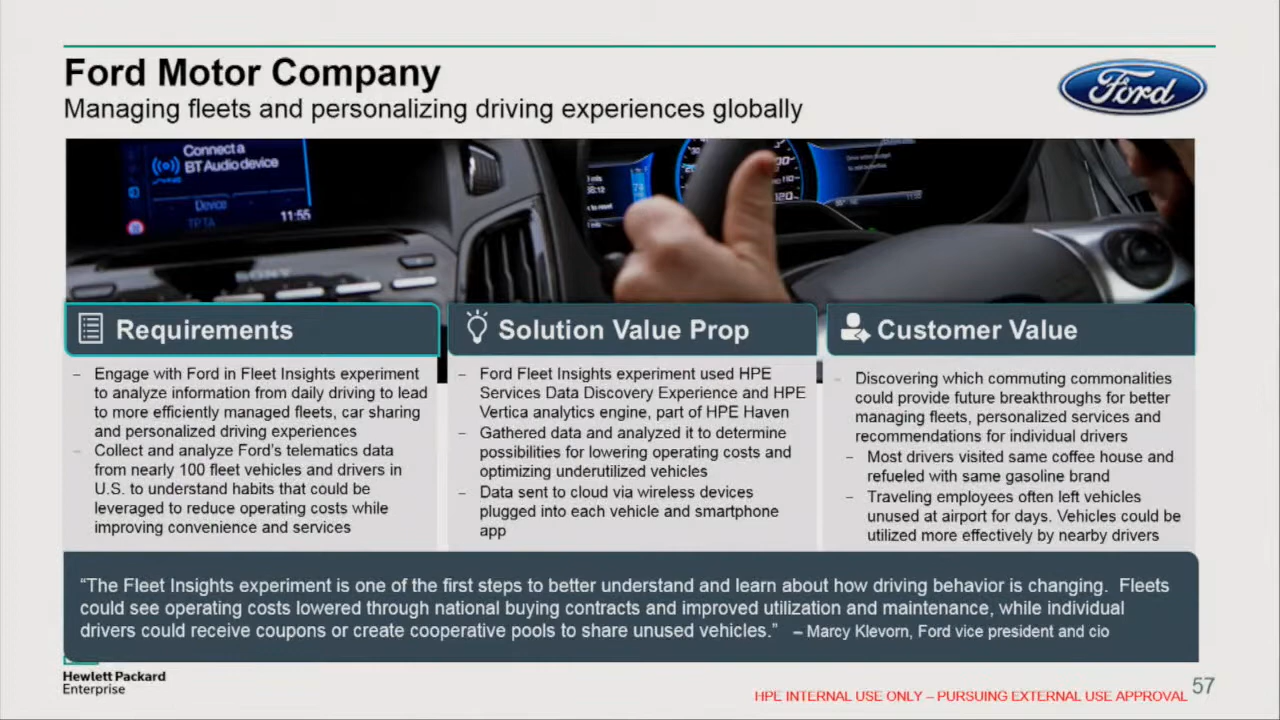 Ford Motor Company
Managing fleets and personalizing driving experiences globally
Ford
Connect a
BT Audio device
Device
TP TA
11:55
SONY
120
Requirements
– Engage with Ford in Fleet Insights experiment
to analyze information from daily driving to lead
to more efficiently managed fleets, car sharing
and personalized driving experiences
– Collect and analyze Ford's telematics data
from nearly 100 fleet vehicles and drivers in
U.S. to understand habits that could be
leveraged to reduce operating costs while
improving convenience and services
Solution Value Prop
– Ford Fleet Insights experiment used HPE
Services Data Discovery Experience and HPE
Vertica analytics engine, part of HPE Haven
– Gathered data and analyzed it to determine
possibilities for lowering operating costs and
optimizing underutilized vehicles
– Data sent to cloud via wireless devices
plugged into each vehicle and smartphone
app
Customer Value
– Discovering which commuting commonalities
could provide future breakthroughs for better
managing fleets, personalized services and
recommendations for individual drivers
– Most drivers visited same coffee house and
refueled with same gasoline brand
– Traveling employees often left vehicles
unused at airport for days. Vehicles could be
utilized more effectively by nearby drivers
“The Fleet Insights experiment is one of the first steps to better understand and learn about how driving behavior is changing. Fleets
could see operating costs lowered through national buying contracts and improved utilization and maintenance, while individual
drivers could receive coupons or create cooperative pools to share unused vehicles.” – Marcy Klevorn, Ford vice president and cio
Hewlett Packard
Enterprise
HPE INTERNAL USE ONLY – PURSUING EXTERNAL USE APPROVAL
57